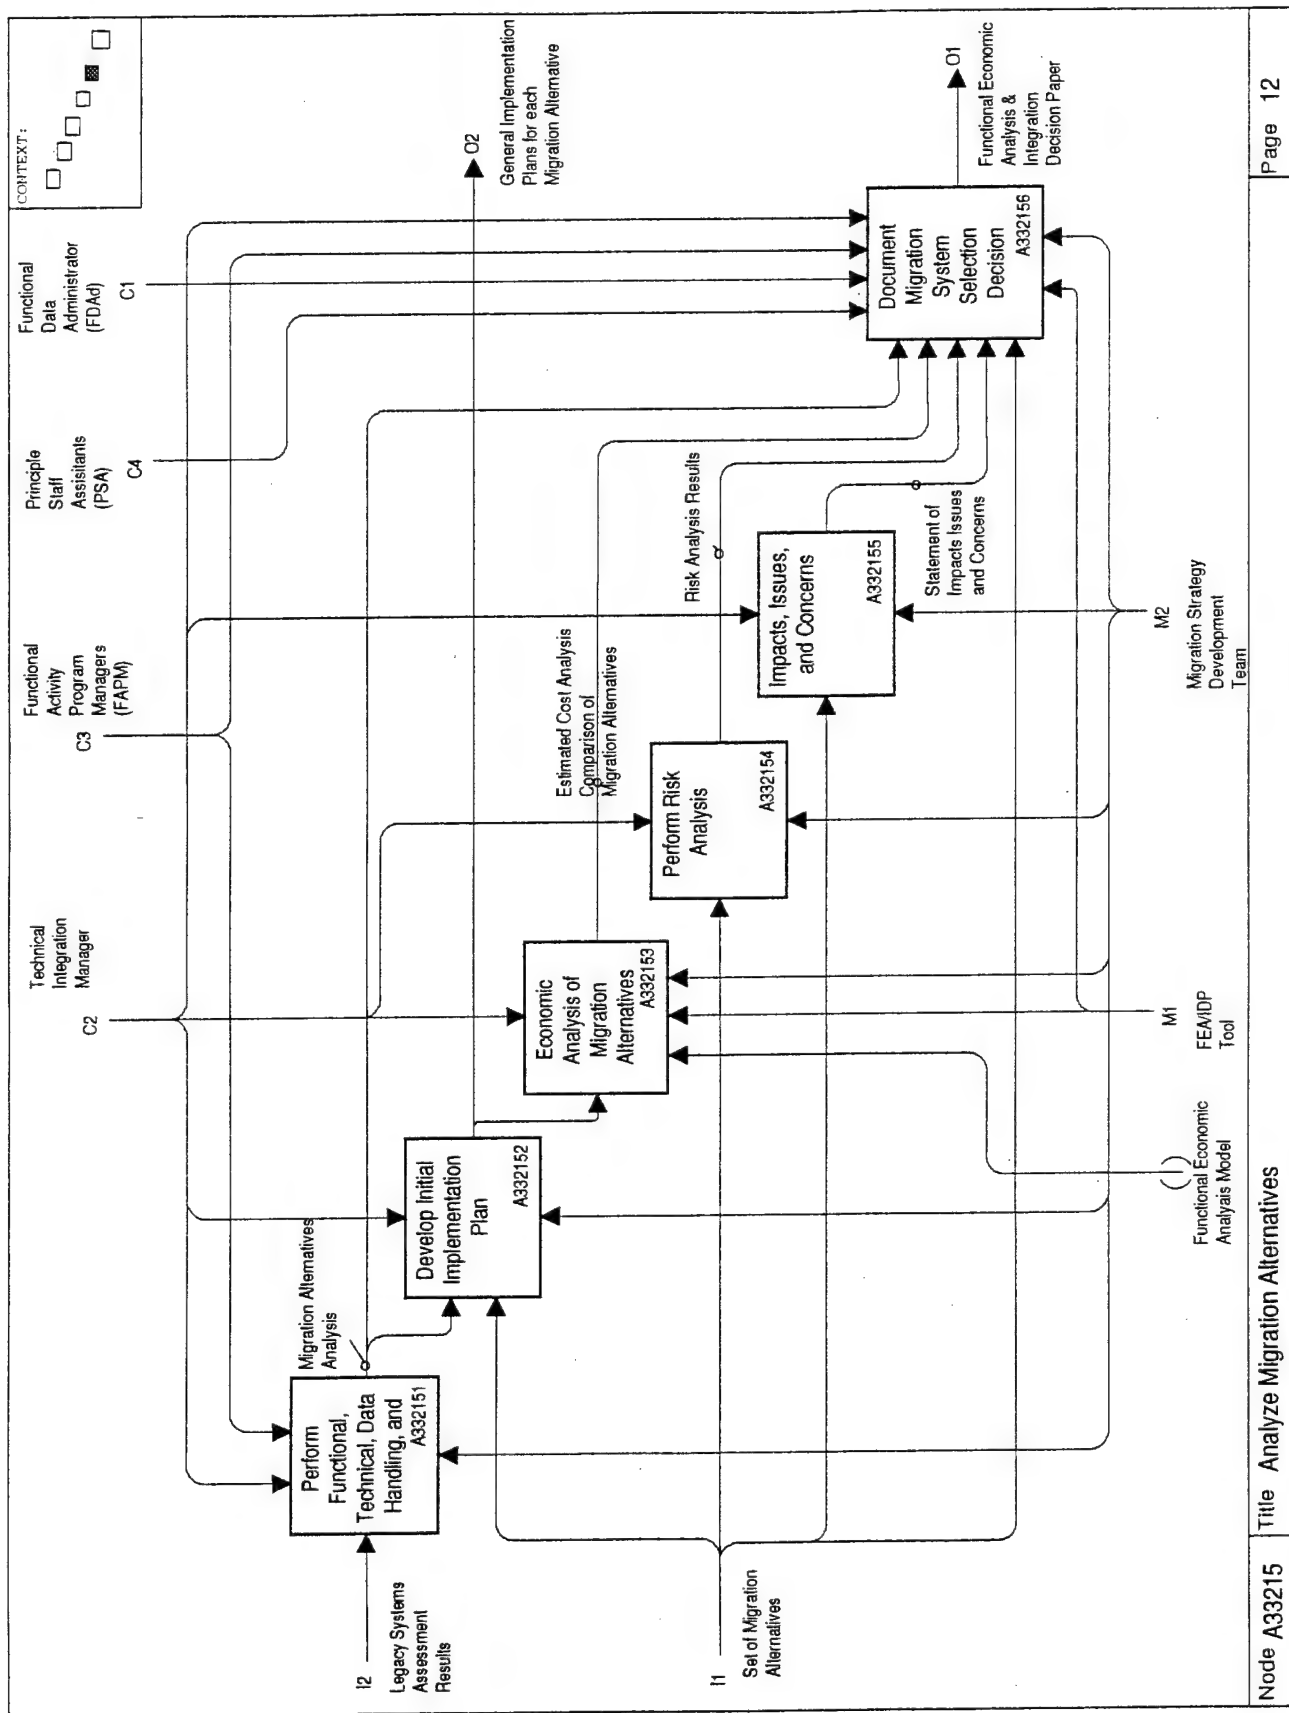 CONTEXT:
Technical
Integration
Manager
C2
Functional
Activity
Program
Managers
(FAPM)
C3
Principle
Staff
Assisitants
(PSA)
C4
Functional
Data
Administrator
(FDAd)
C1
I2
Legacy Systems
Assessment
Results
Perform
Functional,
Technical, Data
Handling, and
A332151
Migration Alternatives
Analysis
Develop Initial
Implementation
Plan
A332152
O2
General Implementation
Plans for each
Migration Alternative
Economic
Analysis of
Migration
Alternatives
A332153
Estimated Cost Analysis
Comparison of
Migration Alternatives
Perform Risk
Analysis
A332154
Risk Analysis Results
Impacts, Issues,
and Concerns
A332155
Statement of
Impacts Issues
and Concerns
Document
Migration
System
Selection
Decision
A332156
O1
Functional Economic
Analysis &
Integration
Decision Paper
I1
Set of Migration
Alternatives
Functional Economic
Analysis Model
M1
FEA/IDP
Tool
M2
Migration Strategy
Development
Team
Node A33215
Title Analyze Migration Alternatives
Page 12